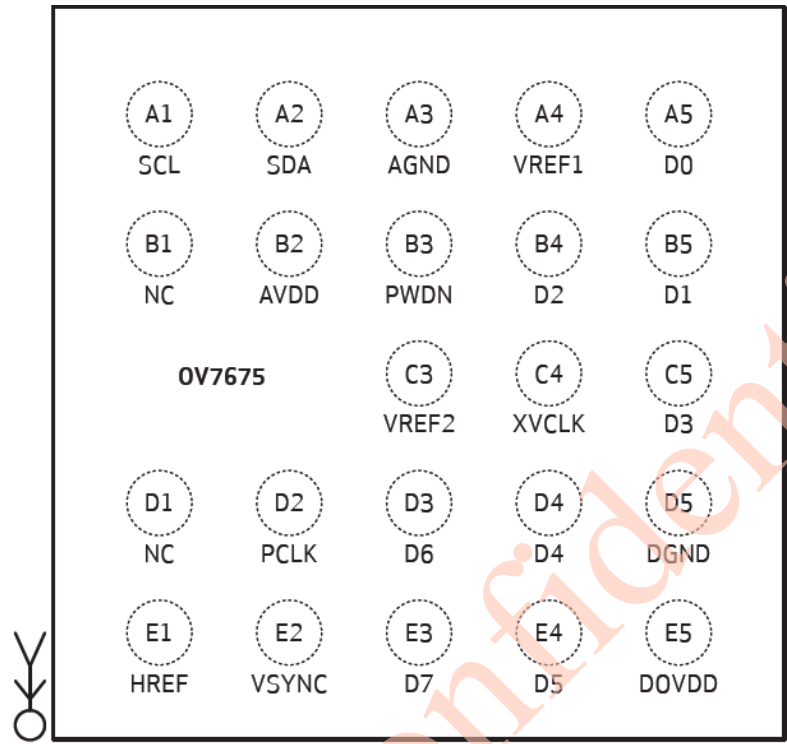 A1 A2 A3 A4 A5
SCL SDA AGND VREF1 D0
B1 B2 B3 B4 B5
NC AVDD PWDN D2 D1
OV7675 C3 C4 C5
VREF2 XVCLK D3
D1 D2 D3 D4 D5
NC PCLK D6 D4 DGND
E1 E2 E3 E4 E5
HREF VSYNC D7 D5 DOVDD